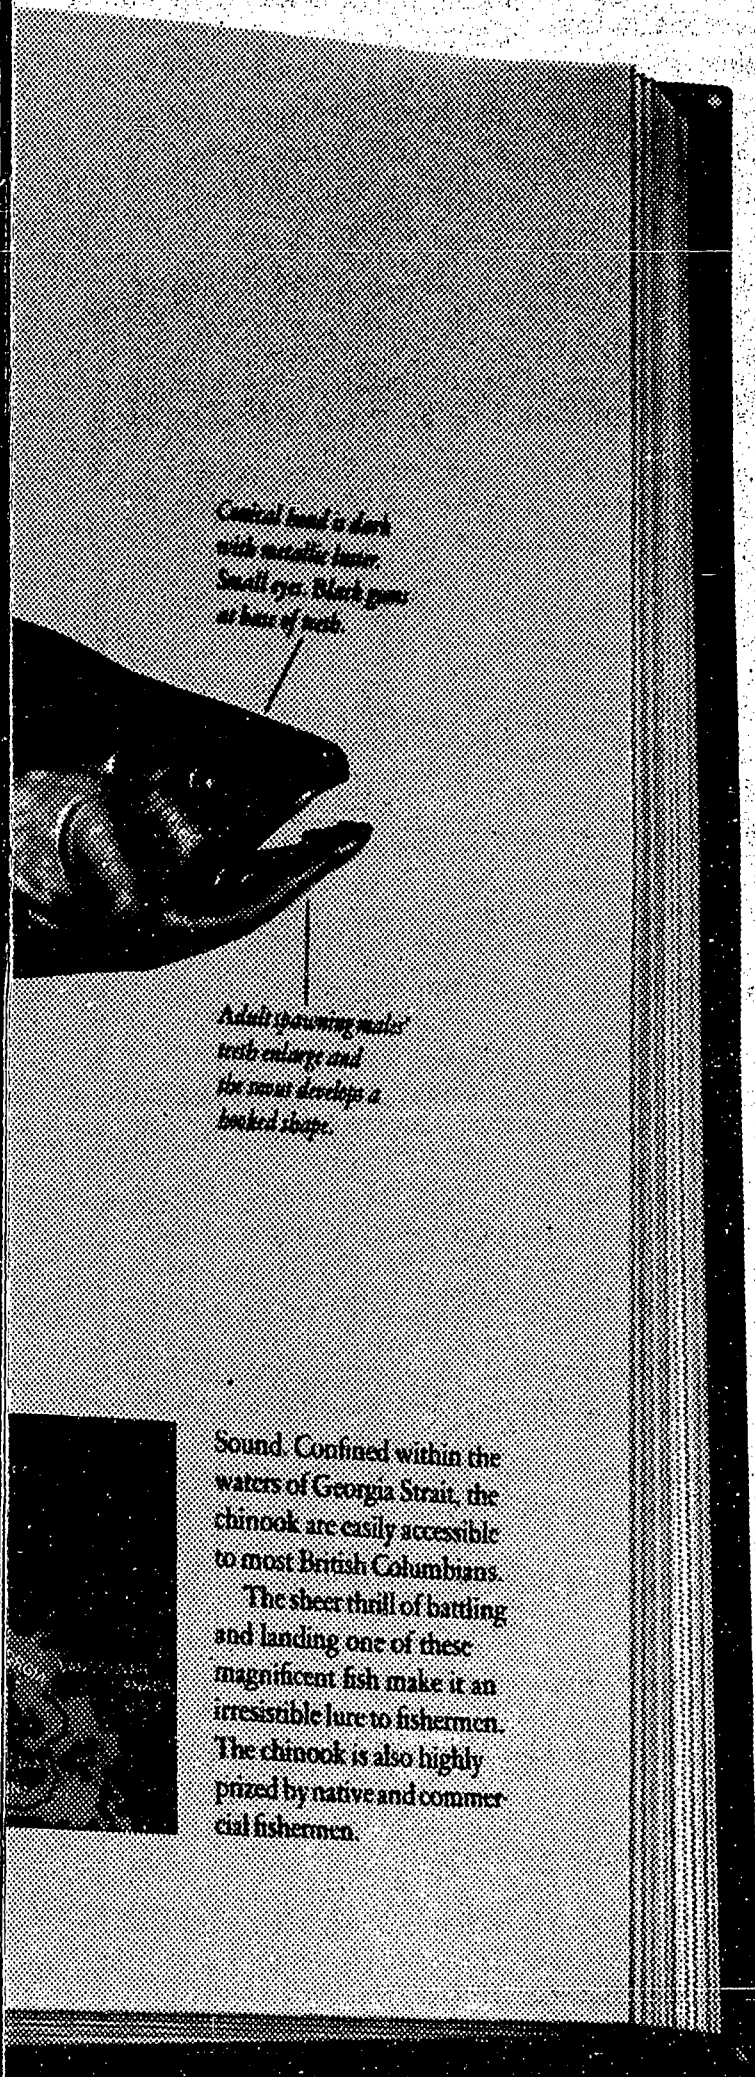 Conical head is dark
with metallic luster.
Small eyes. Black gums
at base of teeth.
Adult spawning males'
teeth enlarge and
the snout develops a
hooked shape.
Sound. Confined within the
waters of Georgia Strait, the
chinook are easily accessible
to most British Columbians.
The sheer thrill of battling
and landing one of these
magnificent fish make it an
irresistible lure to fishermen.
The chinook is also highly
prized by native and commer-
cial fishermen.